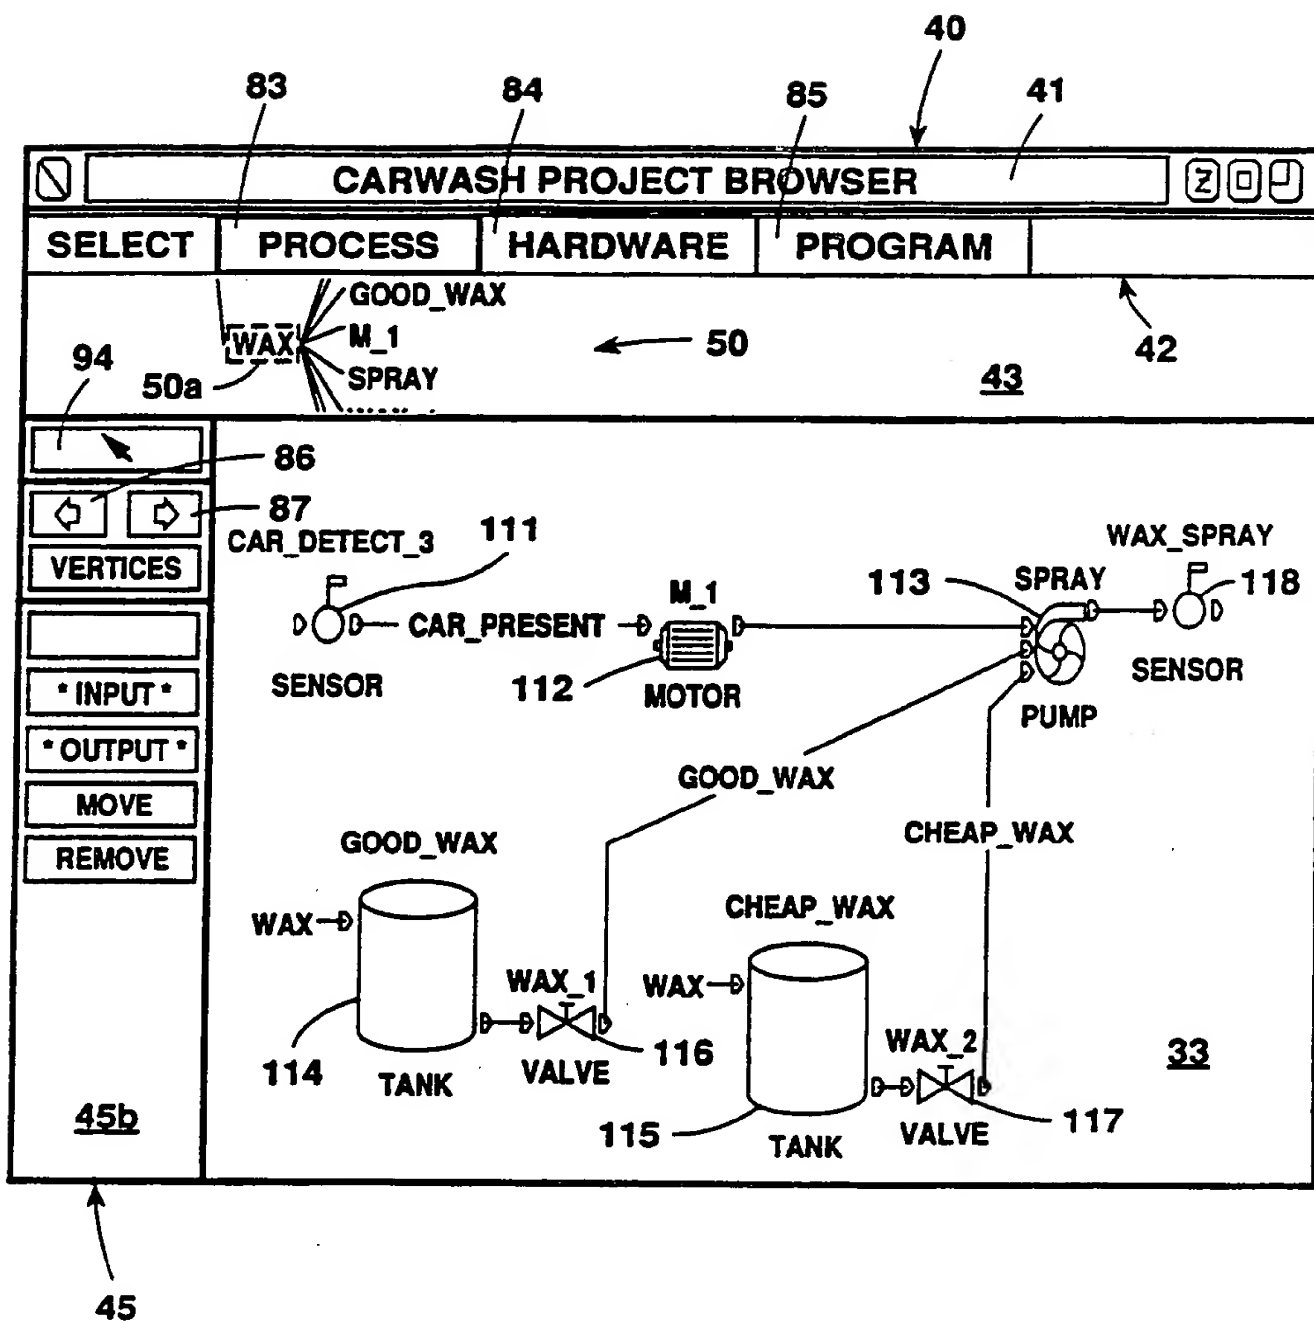 40
83
84
85
41
CARWASH PROJECT BROWSER
Z
SELECT
PROCESS
HARDWARE
PROGRAM
GOOD_WAX
WAX
M_1
50
42
94
50a
SPRAY
43
86
87
CAR_DETECT_3
111
WAX_SPRAY
VERTICES
113
SPRAY
118
M_1
CAR_PRESENT
SENSOR
112
MOTOR
SENSOR
* INPUT *
PUMP
* OUTPUT *
GOOD_WAX
MOVE
CHEAP_WAX
GOOD_WAX
REMOVE
CHEAP_WAX
WAX
WAX_1
WAX
WAX_2
116
33
114
TANK
VALVE
45b
115
TANK
VALVE
117
45